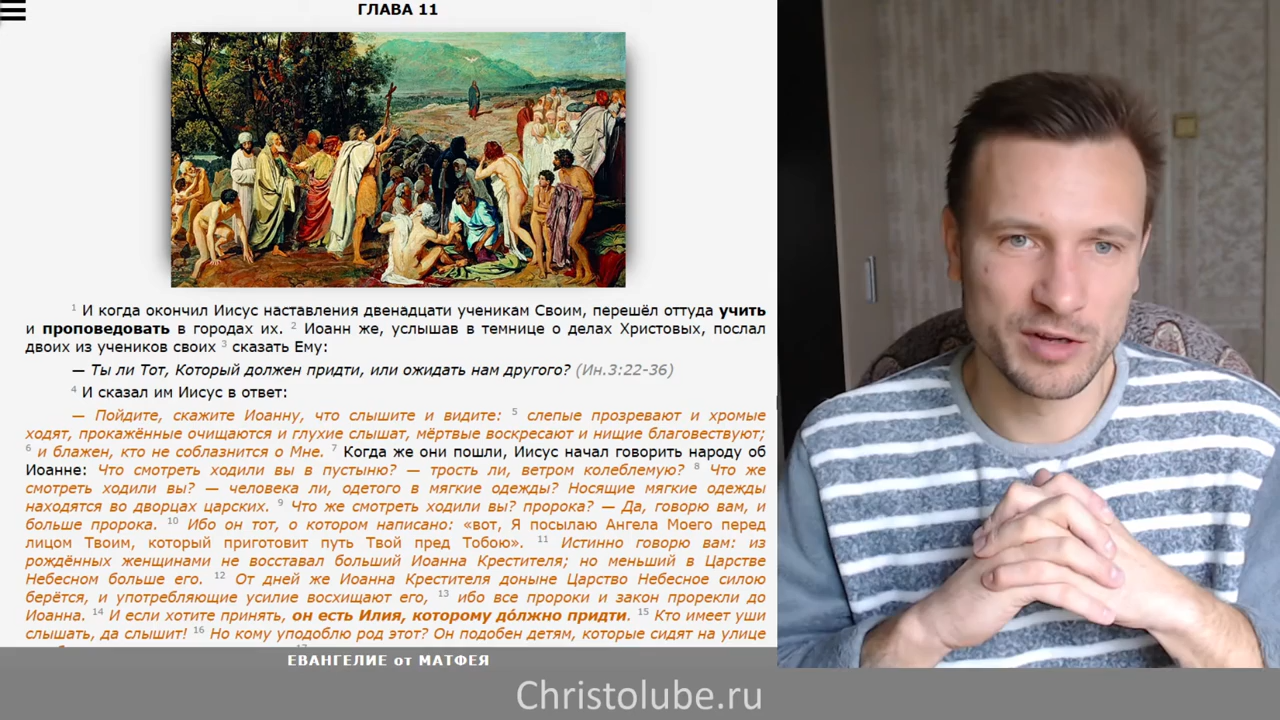 ГЛАВА 11
1 И когда окончил Иисус наставления двенадцати ученикам Своим, перешёл оттуда учить
и проповедовать в городах их. 2 Иоанн же, услышав в темнице о делах Христовых, послал
двоих из учеников своих 3 сказать Ему:
— Ты ли Тот, Который должен придти, или ожидать нам другого? (Ин.3:22-36)
4 И сказал им Иисус в ответ:
— Пойдите, скажите Иоанну, что слышите и видите: 5 слепые прозревают и хромые
ходят, прокажённые очищаются и глухие слышат, мёртвые воскресают и нищие благовествуют;
6 и блажен, кто не соблазнится о Мне. 7 Когда же они пошли, Иисус начал говорить народу об
Иоанне: Что смотреть ходили вы в пустыню? — трость ли, ветром колеблемую? 8 Что же
смотреть ходили вы? — человека ли, одетого в мягкие одежды? Носящие мягкие одежды
находятся во дворцах царских. 9 Что же смотреть ходили вы? пророка? — Да, говорю вам, и
больше пророка. 10 Ибо он тот, о котором написано: «вот, Я посылаю Ангела Моего перед
лицом Твоим, который приготовит путь Твой пред Тобою». 11 Истинно говорю вам: из
рождённых женщинами не восставал больший Иоанна Крестителя; но меньший в Царстве
Небесном больше его. 12 От дней же Иоанна Крестителя доныне Царство Небесное силою
берётся, и употребляющие усилие восхищают его, 13 ибо все пророки и закон прорекли до
Иоанна. 14 И если хотите принять, он есть Илия, которому до́лжно придти. 15 Кто имеет уши
слышать, да слышит! 16 Но кому уподоблю род этот? Он подобен детям, которые сидят на улице
ЕВАНГЕЛИЕ от МАТФЕЯ
Christolube.ru